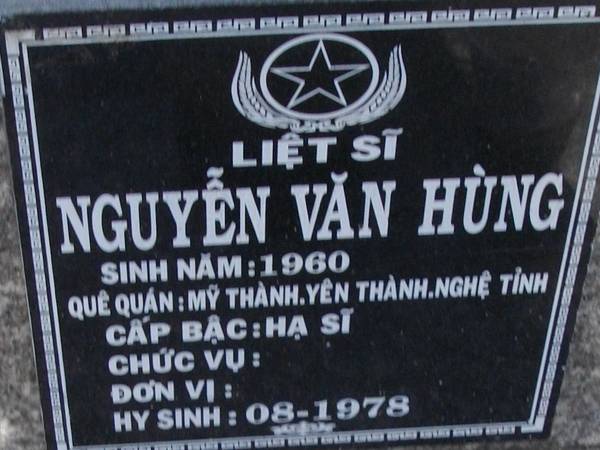 LIỆT SĨ
NGUYỄN VĂN HÙNG
SINH NĂM : 1960
QUÊ QUÁN : MỸ THÀNH.YÊN THÀNH.NGHỆ TỈNH
CẤP BẬC : HẠ SĨ
CHỨC VỤ :
ĐƠN VỊ :
HY SINH : 08-1978